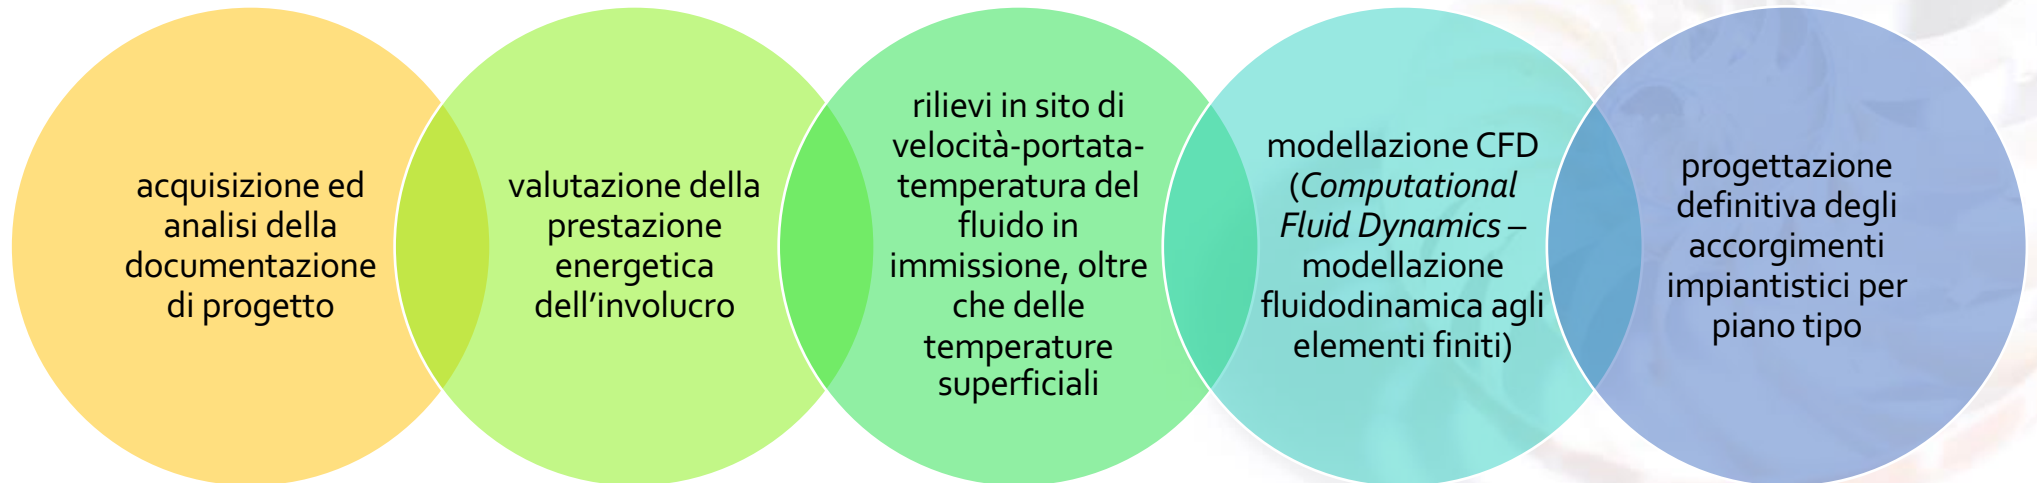 acquisizione ed
analisi della
documentazione
di progetto
valutazione della
prestazione
energetica
dell’involucro
rilievi in sito di
velocità-portata-
temperatura del
fluido in
immissione, oltre
che delle
temperature
superficiali
modellazione CFD
(Computational
Fluid Dynamics –
modellazione
fluidodinamica agli
elementi finiti)
progettazione
definitiva degli
accorgimenti
impiantistici per
piano tipo